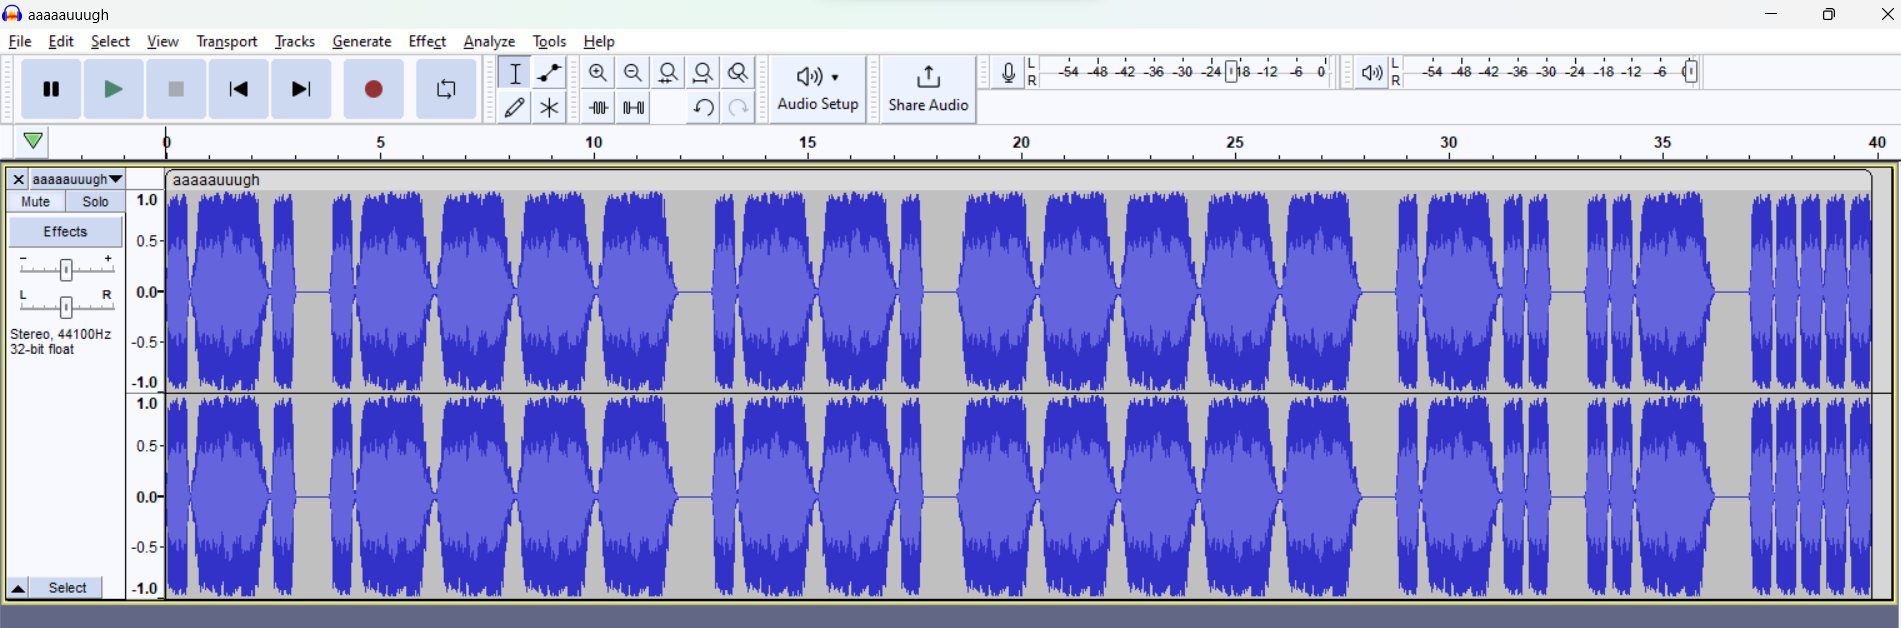 aaaaauuugh
File Edit Select View Transport Tracks Generate Effect Analyze Tools Help
L R -54 -48 -42 -36 -30 -24 -18 -12 -6 0
L R -54 -48 -42 -36 -30 -24 -18 -12 -6 0
Audio Setup Share Audio
0 5 10 15 20 25 30 35 40
aaaaauuugh aaaaauuugh
Mute Solo
Effects
- +
L R
Stereo, 44100Hz
32-bit float
Select
1.0
0.5
0.0
-0.5
-1.0
1.0
0.5
0.0
-0.5
-1.0